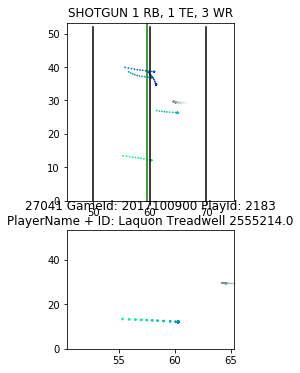 SHOTGUN 1 RB, 1 TE, 3 WR
50
40
30
20
10
0
50 60 70
27041 GameId: 2017100900 PlayId: 2183
PlayerName + ID: Laquon Treadwell 2555214.0
40
20
0
55 60 65